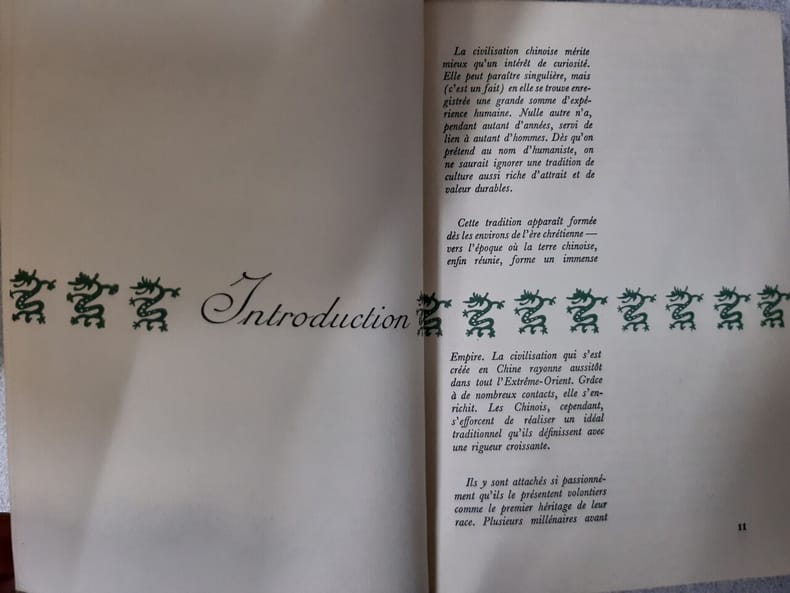 Introduction
La civilisation chinoise mérite
mieux qu'un intérêt de curiosité.
Elle peut paraître singulière, mais
(c'est un fait) en elle se trouve enre-
gistrée une grande somme d'expé-
rience humaine. Nulle autre n'a,
pendant autant d'années, servi de
lien à autant d'hommes. Dès qu'on
prétend au nom d'humaniste, on
ne saurait ignorer une tradition de
culture aussi riche d'attrait et de
valeur durables.
Cette tradition apparaît formée
dès les environs de l'ère chrétienne —
vers l'époque où la terre chinoise,
enfin réunie, forme un immense
Empire. La civilisation qui s'est
créée en Chine rayonne aussitôt
dans tout l'Extrême-Orient. Grâce
à de nombreux contacts, elle s'en-
richit. Les Chinois, cependant,
s'efforcent de réaliser un idéal
traditionnel qu'ils définissent avec
une rigueur croissante.
Ils y sont attachés si passionné-
ment qu'ils le présentent volontiers
comme le premier héritage de leur
race. Plusieurs millénaires avant
11